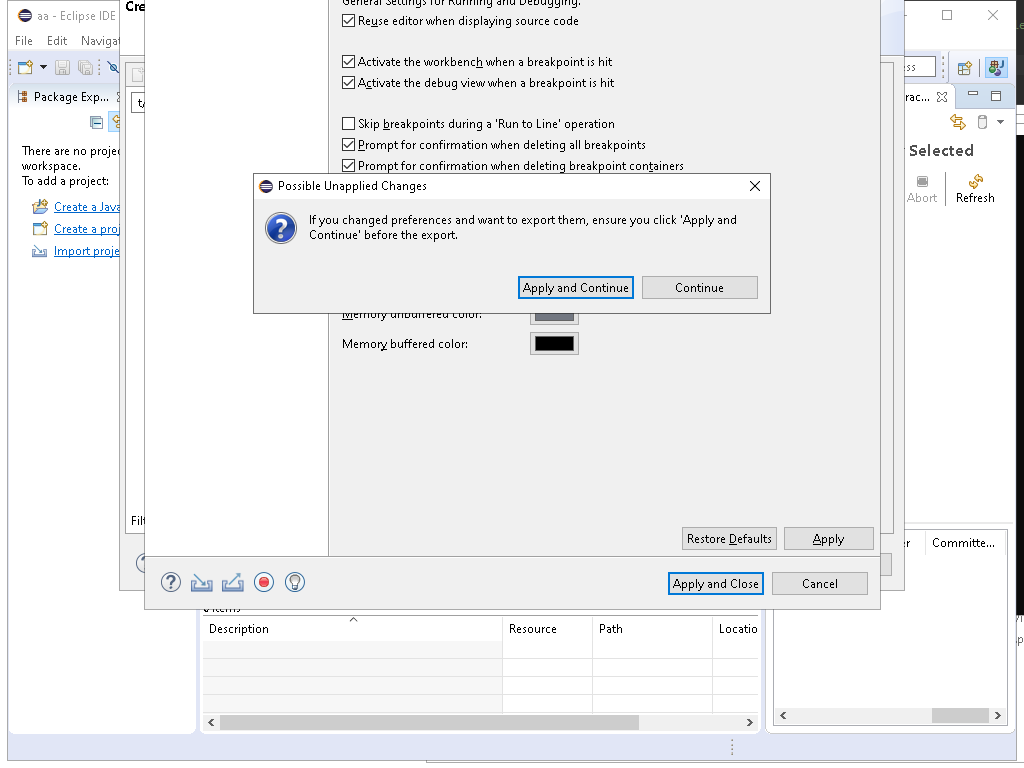 aa - Eclipse IDE
Cre
General Settings for Running and Debugging.
Reuse editor when displaying source code
File Edit Navigat
Activate the workbench when a breakpoint is hit
Activate the debug view when a breakpoint is hit
ss
Package Exp...
rac...
t/
Skip breakpoints during a 'Run to Line' operation
Prompt for confirmation when deleting all breakpoints
Prompt for confirmation when deleting breakpoint containers
There are no projec
workspace.
To add a project:
Create a Java
Create a proj
Import proje
Selected
Abort
Refresh
Possible Unapplied Changes
If you changed preferences and want to export them, ensure you click 'Apply and
Continue' before the export.
Apply and Continue
Continue
Memory unbuffered color:
Memory buffered color:
Filt
Restore Defaults
Apply
er
Committe...
Apply and Close
Cancel
0 items
Description
Resource
Path
Locatio